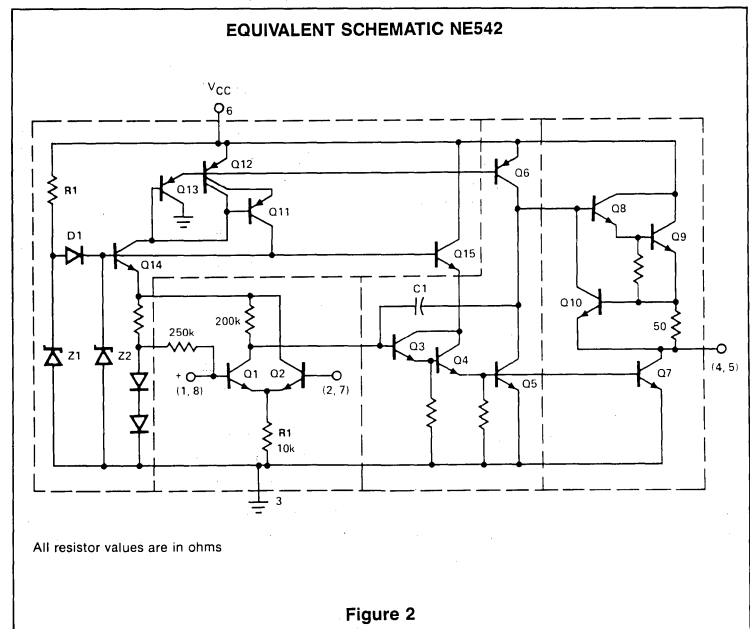 EQUIVALENT SCHEMATIC NE542
VCC
6
Q12
Q13
Q6
R1
Q11
Q8
D1
Q9
Q14
Q15
C1
Q10
200k
250k
50
Z1
Z2
Q3
Q4
+
(1, 8)
Q1
Q2
(2, 7)
Q5
Q7
(4, 5)
R1
10k
3
All resistor values are in ohms
Figure 2